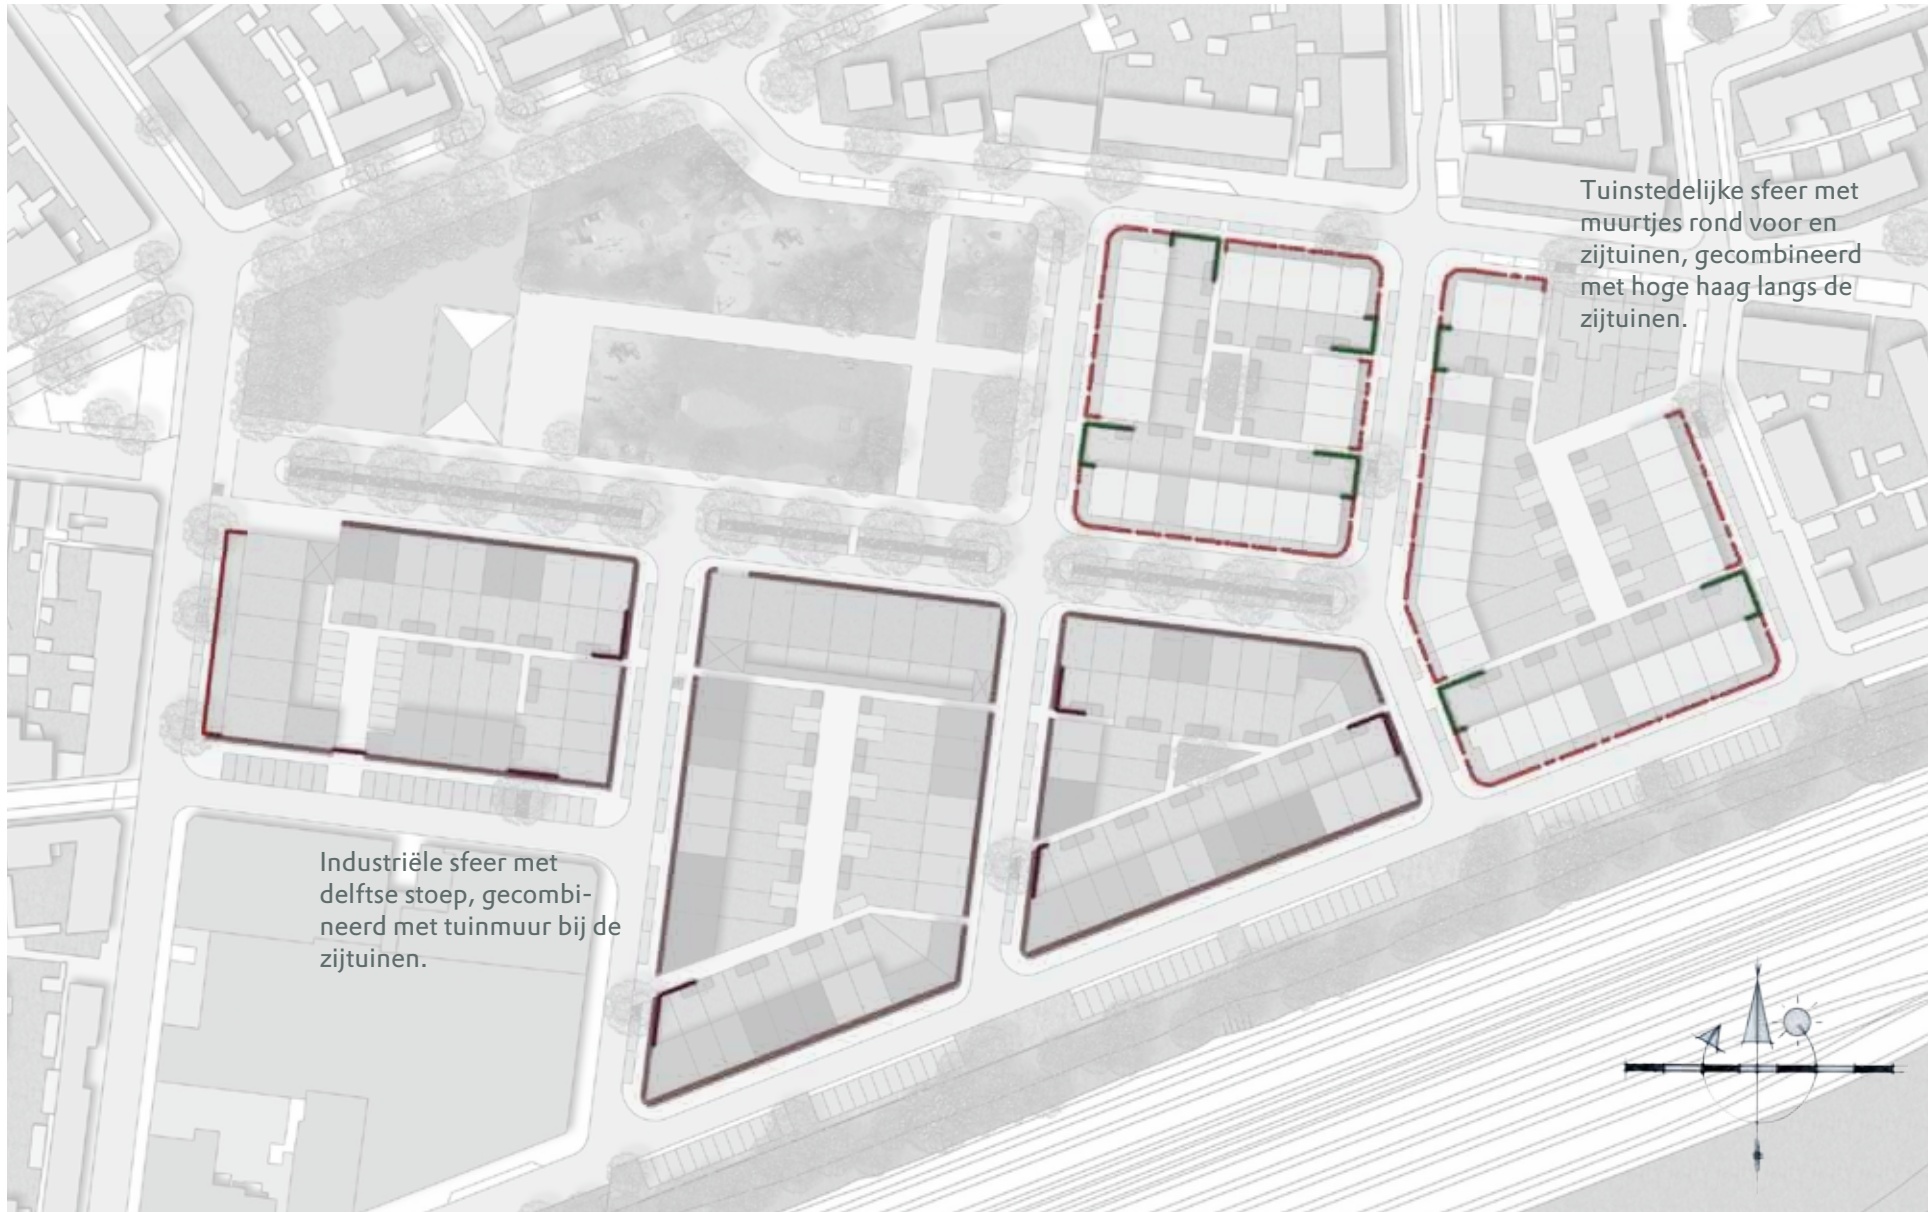 Tuinstedelijke sfeer met
muurtjes rond voor en
zijtuinen, gecombineerd
met hoge haag langs de
zijtuinen.
Industriële sfeer met
delftse stoep, gecombi-
neerd met tuinmuur bij de
zijtuinen.